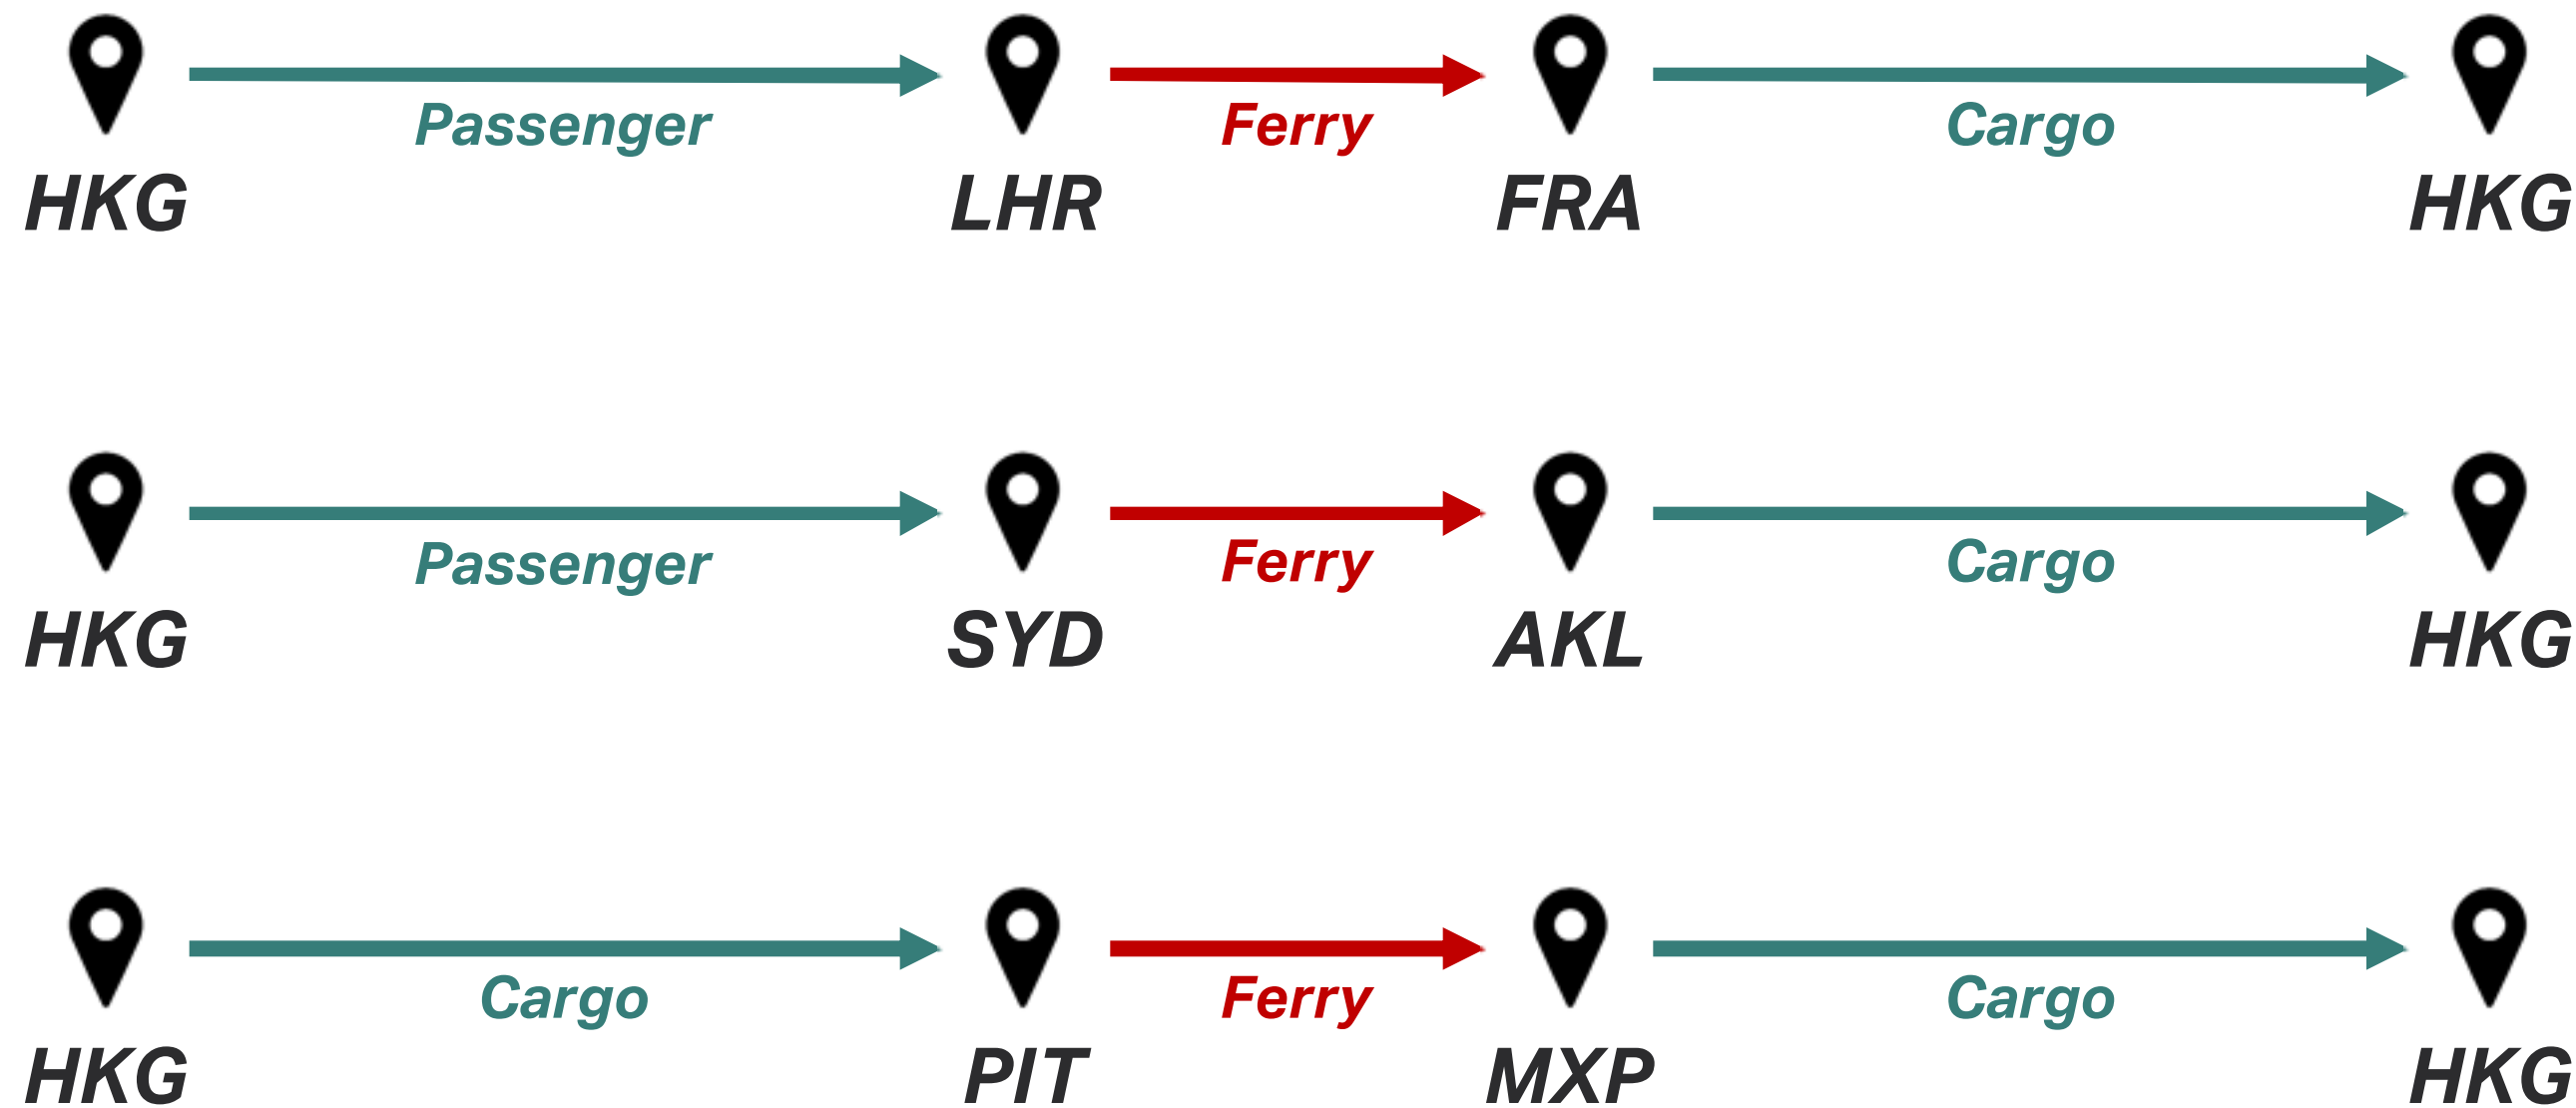 Passenger Ferry Cargo
HKG LHR FRA HKG
Passenger Ferry Cargo
HKG SYD AKL HKG
Cargo Ferry Cargo
HKG PIT MXP HKG